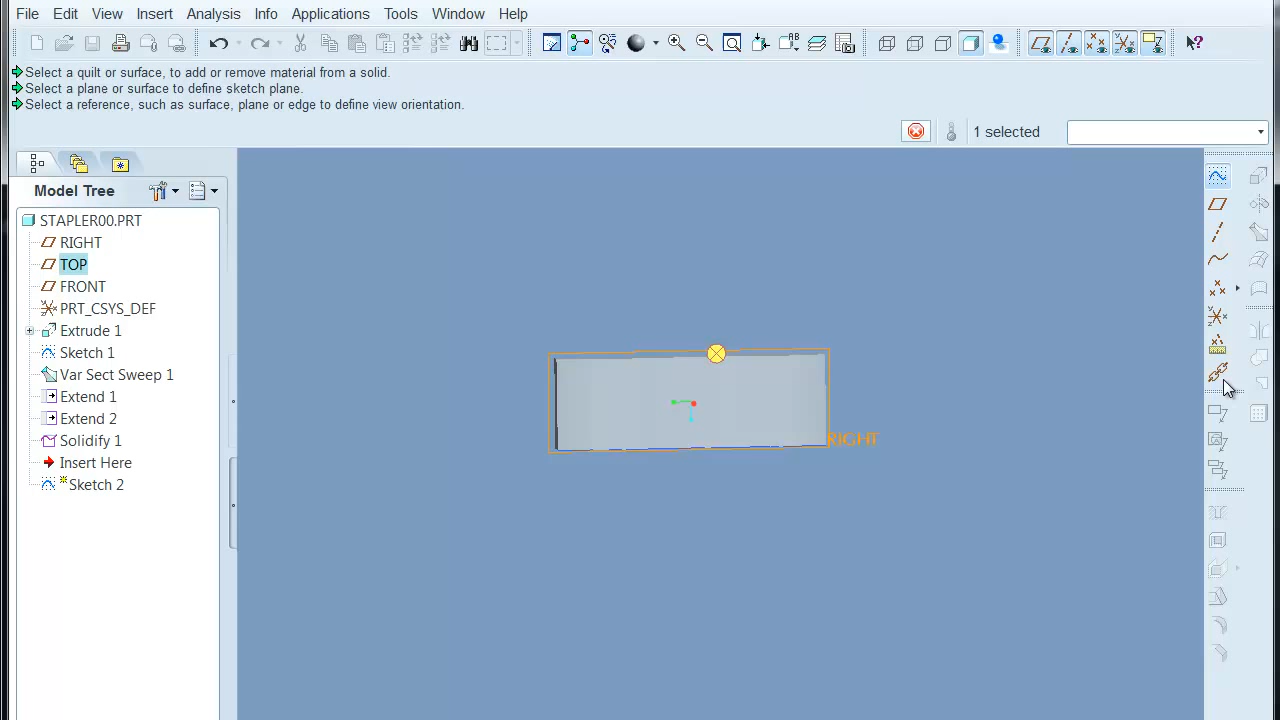 File Edit View Insert Analysis Info Applications Tools Window Help
Select a quilt or surface, to add or remove material from a solid.
Select a plane or surface to define sketch plane.
Select a reference, such as surface, plane or edge to define view orientation.
1 selected
Model Tree
STAPLER00.PRT
RIGHT
TOP
FRONT
PRT_CSYS_DEF
Extrude 1
Sketch 1
Var Sect Sweep 1
Extend 1
Extend 2
Solidify 1
Insert Here
Sketch 2
RIGHT